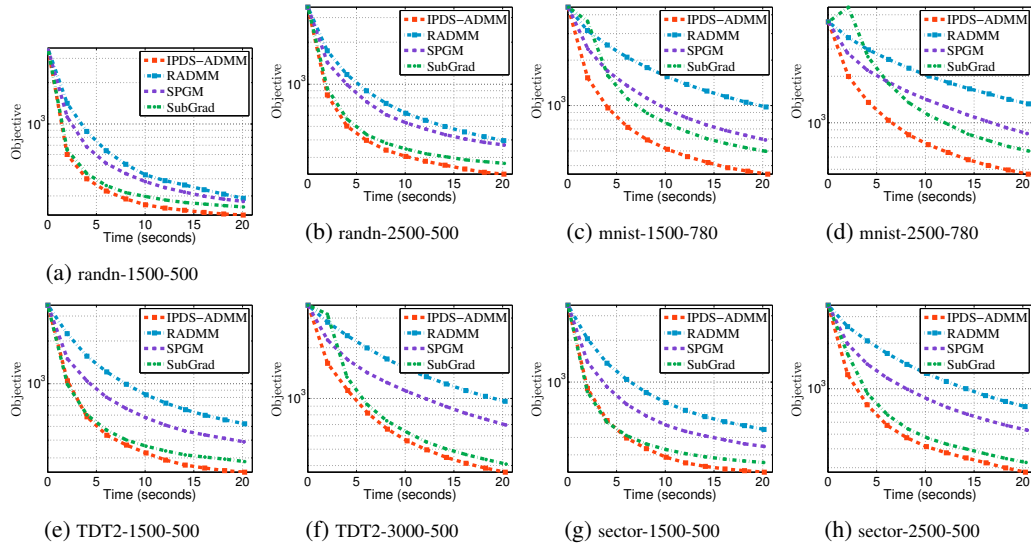 IPDS-ADMM
RADMM
SPGM
SubGrad
Objective
10³
0 5 10 15 20
Time (seconds)
(a) randn-1500-500
IPDS-ADMM
RADMM
SPGM
SubGrad
Objective
10³
0 5 10 15 20
Time (seconds)
(b) randn-2500-500
IPDS-ADMM
RADMM
SPGM
SubGrad
Objective
10³
0 5 10 15 20
Time (seconds)
(c) mnist-1500-780
IPDS-ADMM
RADMM
SPGM
SubGrad
Objective
10³
0 5 10 15 20
Time (seconds)
(d) mnist-2500-780
IPDS-ADMM
RADMM
SPGM
SubGrad
Objective
10³
0 5 10 15 20
Time (seconds)
(e) TDT2-1500-500
IPDS-ADMM
RADMM
SPGM
SubGrad
Objective
10³
0 5 10 15 20
Time (seconds)
(f) TDT2-3000-500
IPDS-ADMM
RADMM
SPGM
SubGrad
Objective
10³
0 5 10 15 20
Time (seconds)
(g) sector-1500-500
IPDS-ADMM
RADMM
SPGM
SubGrad
Objective
10³
0 5 10 15 20
Time (seconds)
(h) sector-2500-500